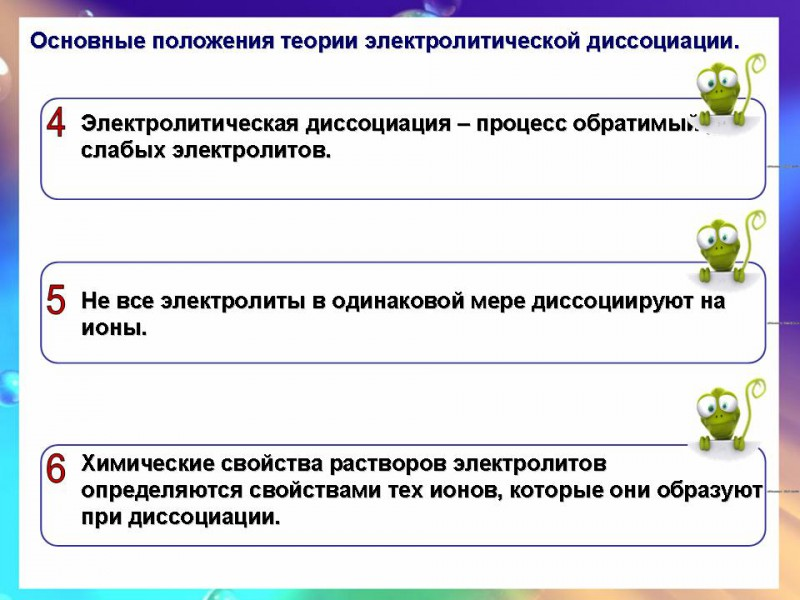 Основные положения теории электролитической диссоциации.
4 Электролитическая диссоциация – процесс обратимый
слабых электролитов.
5 Не все электролиты в одинаковой мере диссоциируют на
ионы.
6 Химические свойства растворов электролитов
определяются свойствами тех ионов, которые они образуют
при диссоциации.